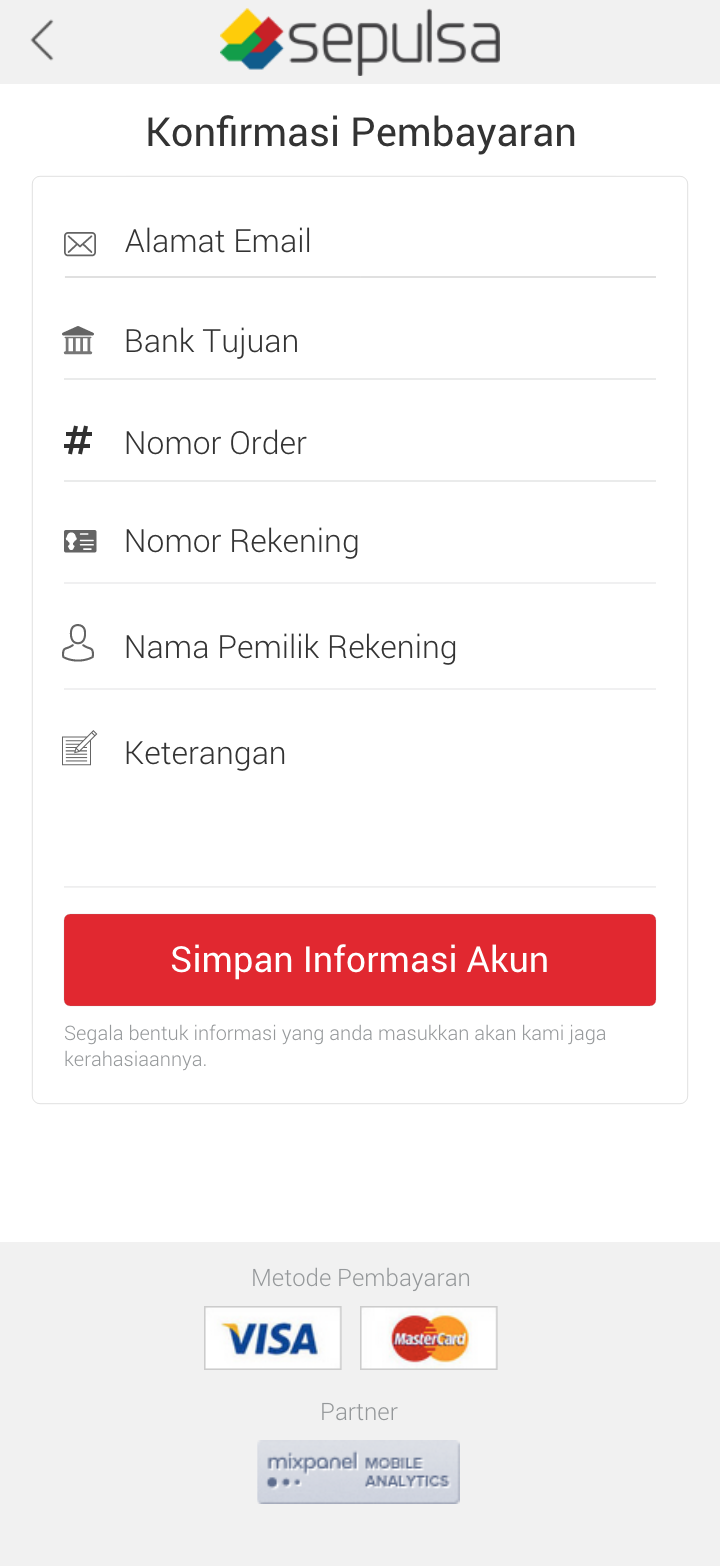 sepulsa
Konfirmasi Pembayaran
Alamat Email
Bank Tujuan
# Nomor Order
Nomor Rekening
Nama Pemilik Rekening
Keterangan
Simpan Informasi Akun
Segala bentuk informasi yang anda masukkan akan kami jaga
kerahasiaannya.
Metode Pembayaran
VISA
MasterCard
Partner
mixpanel MOBILE
ANALYTICS